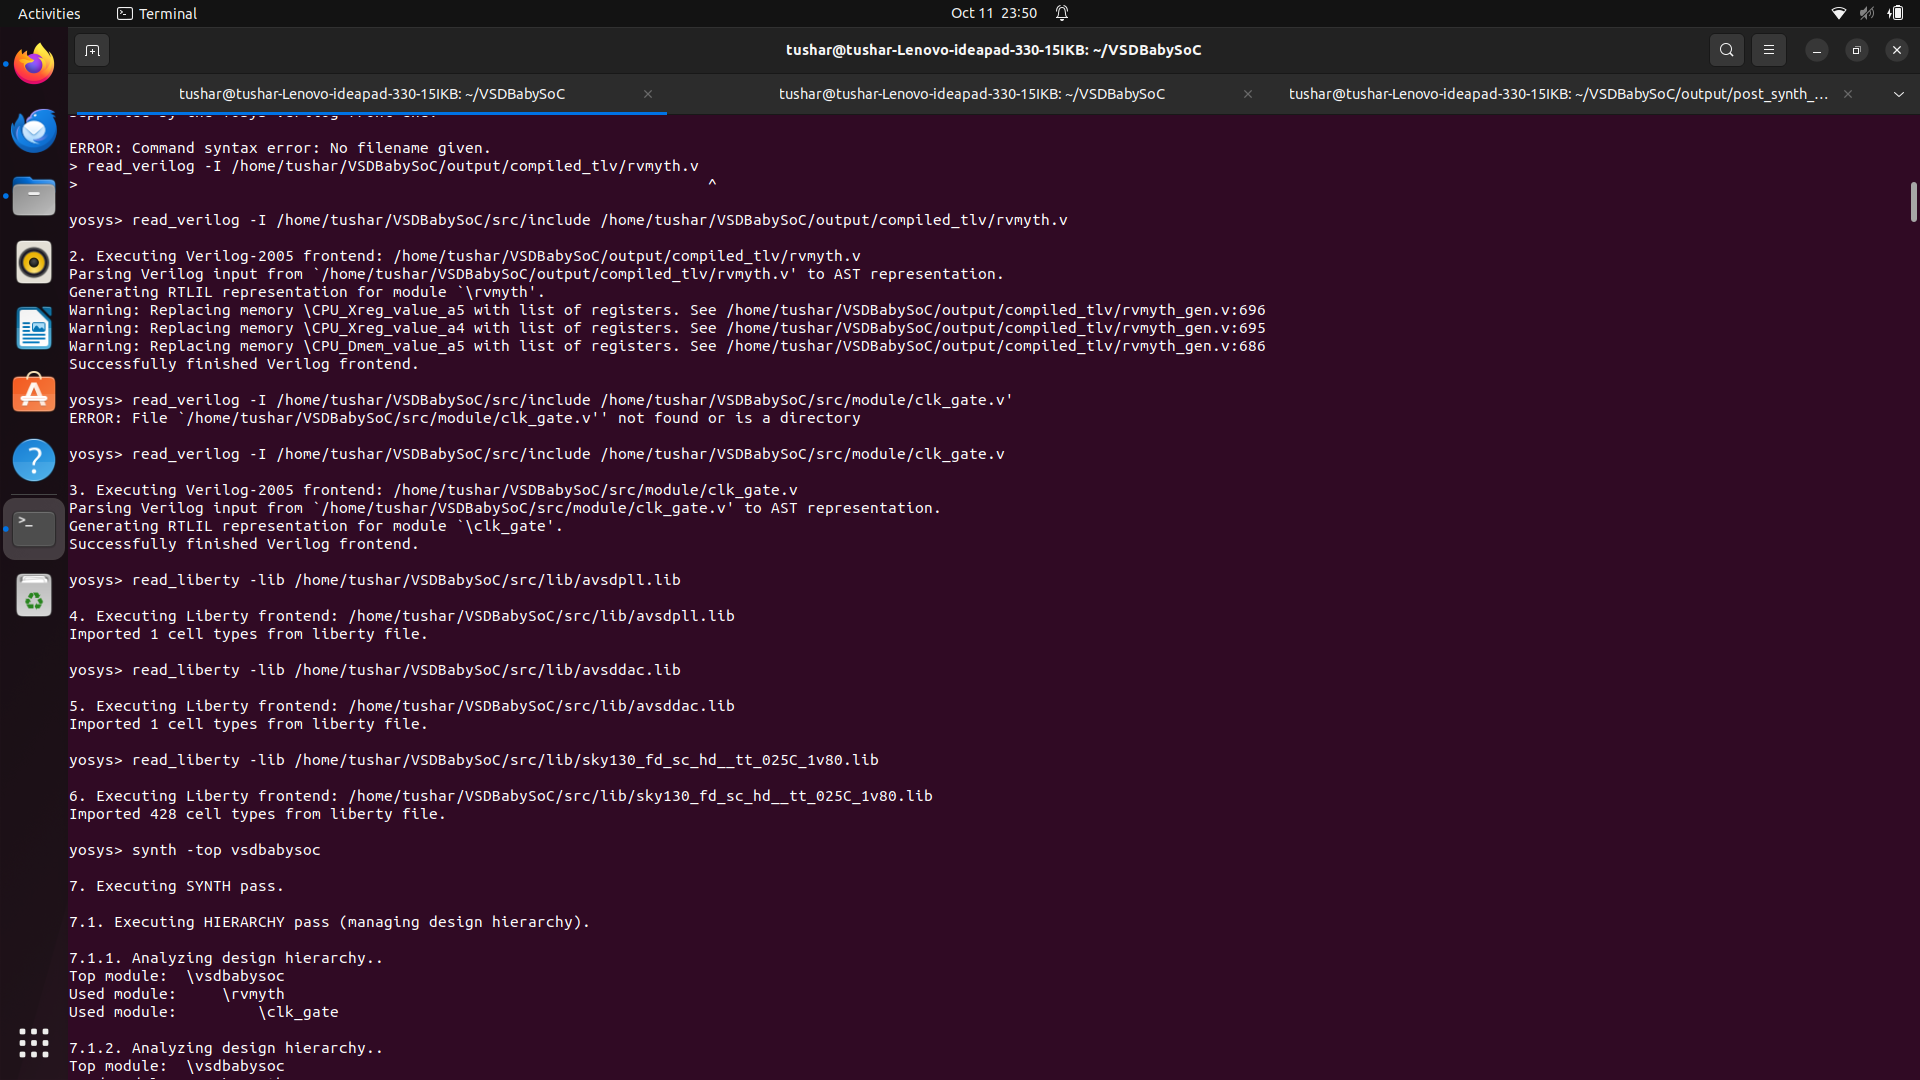 Activities
Terminal
Oct 11 23:50
tushar@tushar-Lenovo-ideapad-330-15IKB: ~/VSDBabySoC
tushar@tushar-Lenovo-ideapad-330-15IKB: ~/VSDBabySoC
tushar@tushar-Lenovo-ideapad-330-15IKB: ~/VSDBabySoC
tushar@tushar-Lenovo-ideapad-330-15IKB: ~/VSDBabySoC/output/post_synth_...
ERROR: Command syntax error: No filename given.
> read_verilog -I /home/tushar/VSDBabySoC/output/compiled_tlv/rvmyth.v
> ^
yosys> read_verilog -I /home/tushar/VSDBabySoC/src/include /home/tushar/VSDBabySoC/output/compiled_tlv/rvmyth.v
2. Executing Verilog-2005 frontend: /home/tushar/VSDBabySoC/output/compiled_tlv/rvmyth.v
Parsing Verilog input from `/home/tushar/VSDBabySoC/output/compiled_tlv/rvmyth.v' to AST representation.
Generating RTLIL representation for module `\rvmyth'.
Warning: Replacing memory \CPU_Xreg_value_a5 with list of registers. See /home/tushar/VSDBabySoC/output/compiled_tlv/rvmyth_gen.v:696
Warning: Replacing memory \CPU_Xreg_value_a4 with list of registers. See /home/tushar/VSDBabySoC/output/compiled_tlv/rvmyth_gen.v:695
Warning: Replacing memory \CPU_Dmem_value_a5 with list of registers. See /home/tushar/VSDBabySoC/output/compiled_tlv/rvmyth_gen.v:686
Successfully finished Verilog frontend.
yosys> read_verilog -I /home/tushar/VSDBabySoC/src/include /home/tushar/VSDBabySoC/src/module/clk_gate.v'
ERROR: File `/home/tushar/VSDBabySoC/src/module/clk_gate.v'' not found or is a directory
yosys> read_verilog -I /home/tushar/VSDBabySoC/src/include /home/tushar/VSDBabySoC/src/module/clk_gate.v
3. Executing Verilog-2005 frontend: /home/tushar/VSDBabySoC/src/module/clk_gate.v
Parsing Verilog input from `/home/tushar/VSDBabySoC/src/module/clk_gate.v' to AST representation.
Generating RTLIL representation for module `\clk_gate'.
Successfully finished Verilog frontend.
yosys> read_liberty -lib /home/tushar/VSDBabySoC/src/lib/avsdpll.lib
4. Executing Liberty frontend: /home/tushar/VSDBabySoC/src/lib/avsdpll.lib
Imported 1 cell types from liberty file.
yosys> read_liberty -lib /home/tushar/VSDBabySoC/src/lib/avsddac.lib
5. Executing Liberty frontend: /home/tushar/VSDBabySoC/src/lib/avsddac.lib
Imported 1 cell types from liberty file.
yosys> read_liberty -lib /home/tushar/VSDBabySoC/src/lib/sky130_fd_sc_hd__tt_025C_1v80.lib
6. Executing Liberty frontend: /home/tushar/VSDBabySoC/src/lib/sky130_fd_sc_hd__tt_025C_1v80.lib
Imported 428 cell types from liberty file.
yosys> synth -top vsdbabysoc
7. Executing SYNTH pass.
7.1. Executing HIERARCHY pass (managing design hierarchy).
7.1.1. Analyzing design hierarchy..
Top module:  \vsdbabysoc
Used module:     \rvmyth
Used module:         \clk_gate
7.1.2. Analyzing design hierarchy..
Top module:  \vsdbabysoc